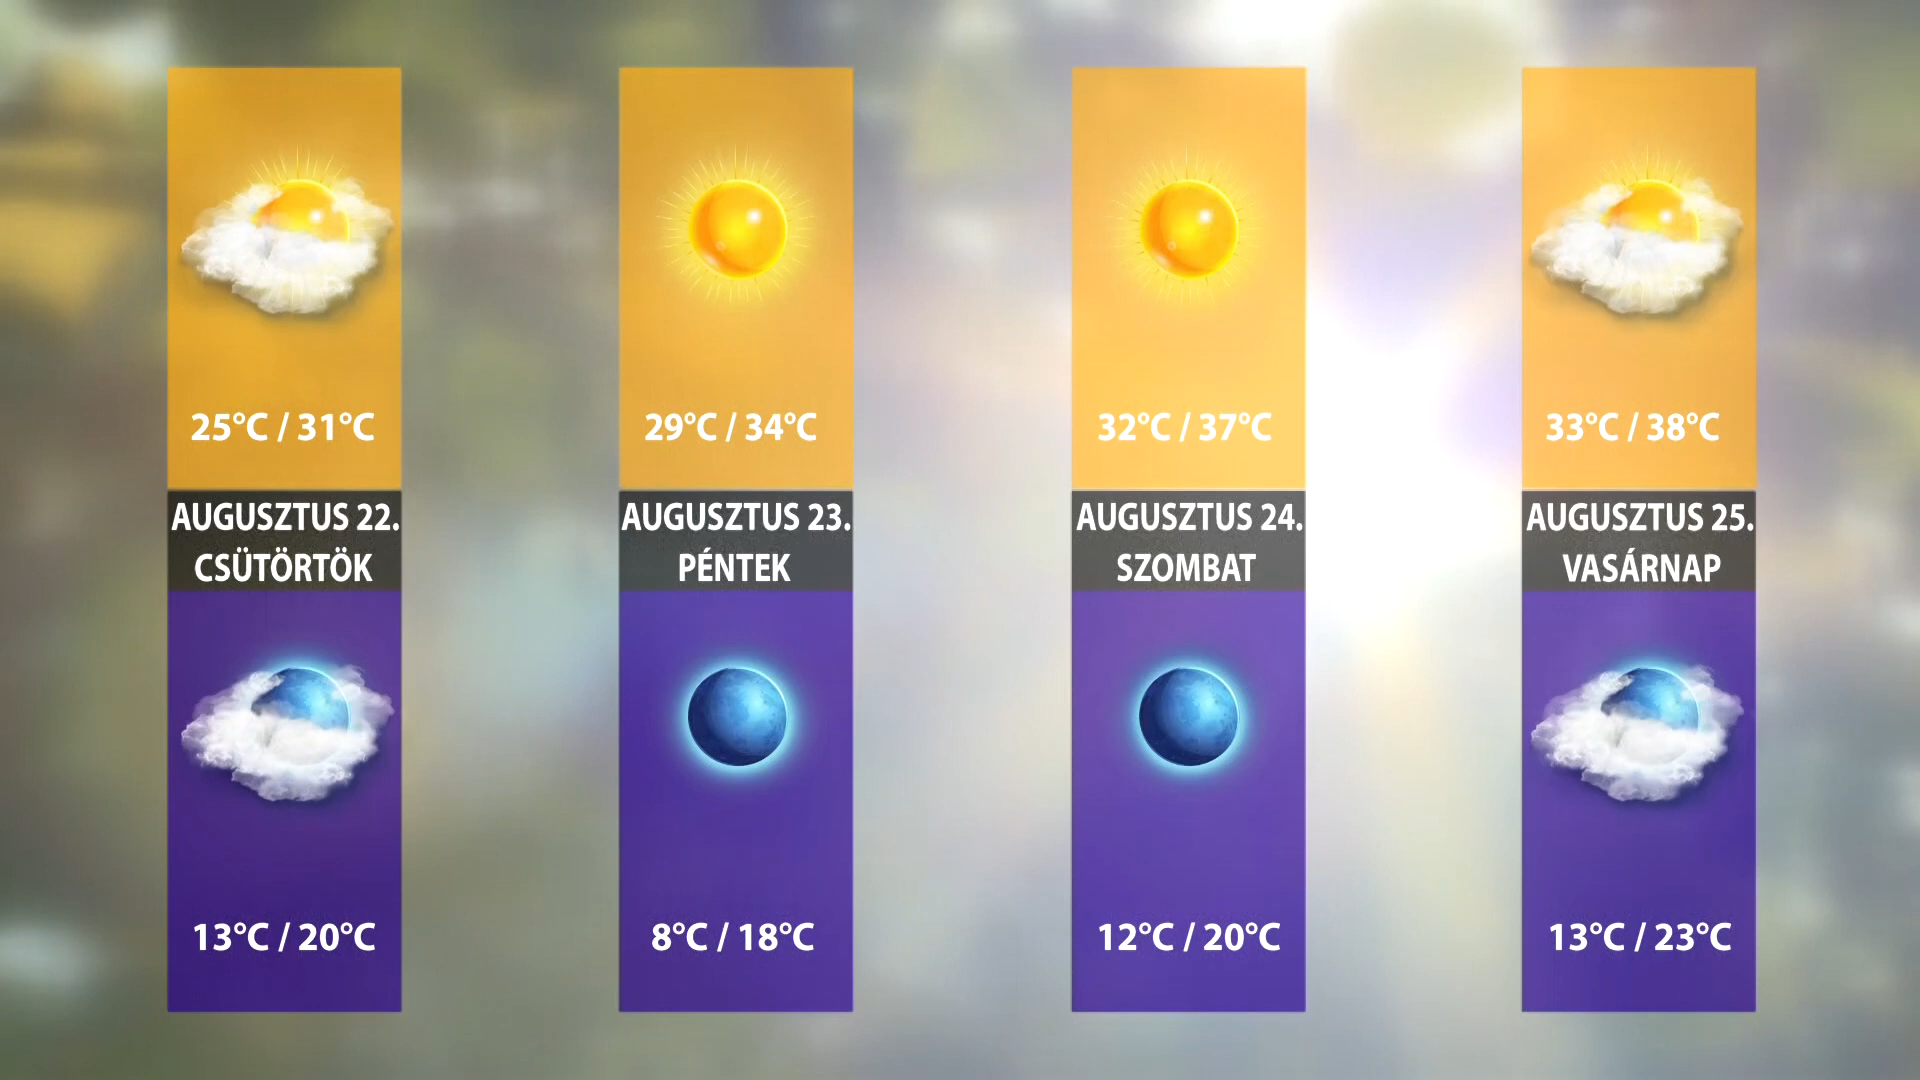 25°C / 31°C
AUGUSZTUS 22.
CSÜTÖRTÖK
13°C / 20°C
29°C / 34°C
AUGUSZTUS 23.
PÉNTEK
8°C / 18°C
32°C / 37°C
AUGUSZTUS 24.
SZOMBAT
12°C / 20°C
33°C / 38°C
AUGUSZTUS 25.
VASÁRNAP
13°C / 23°C